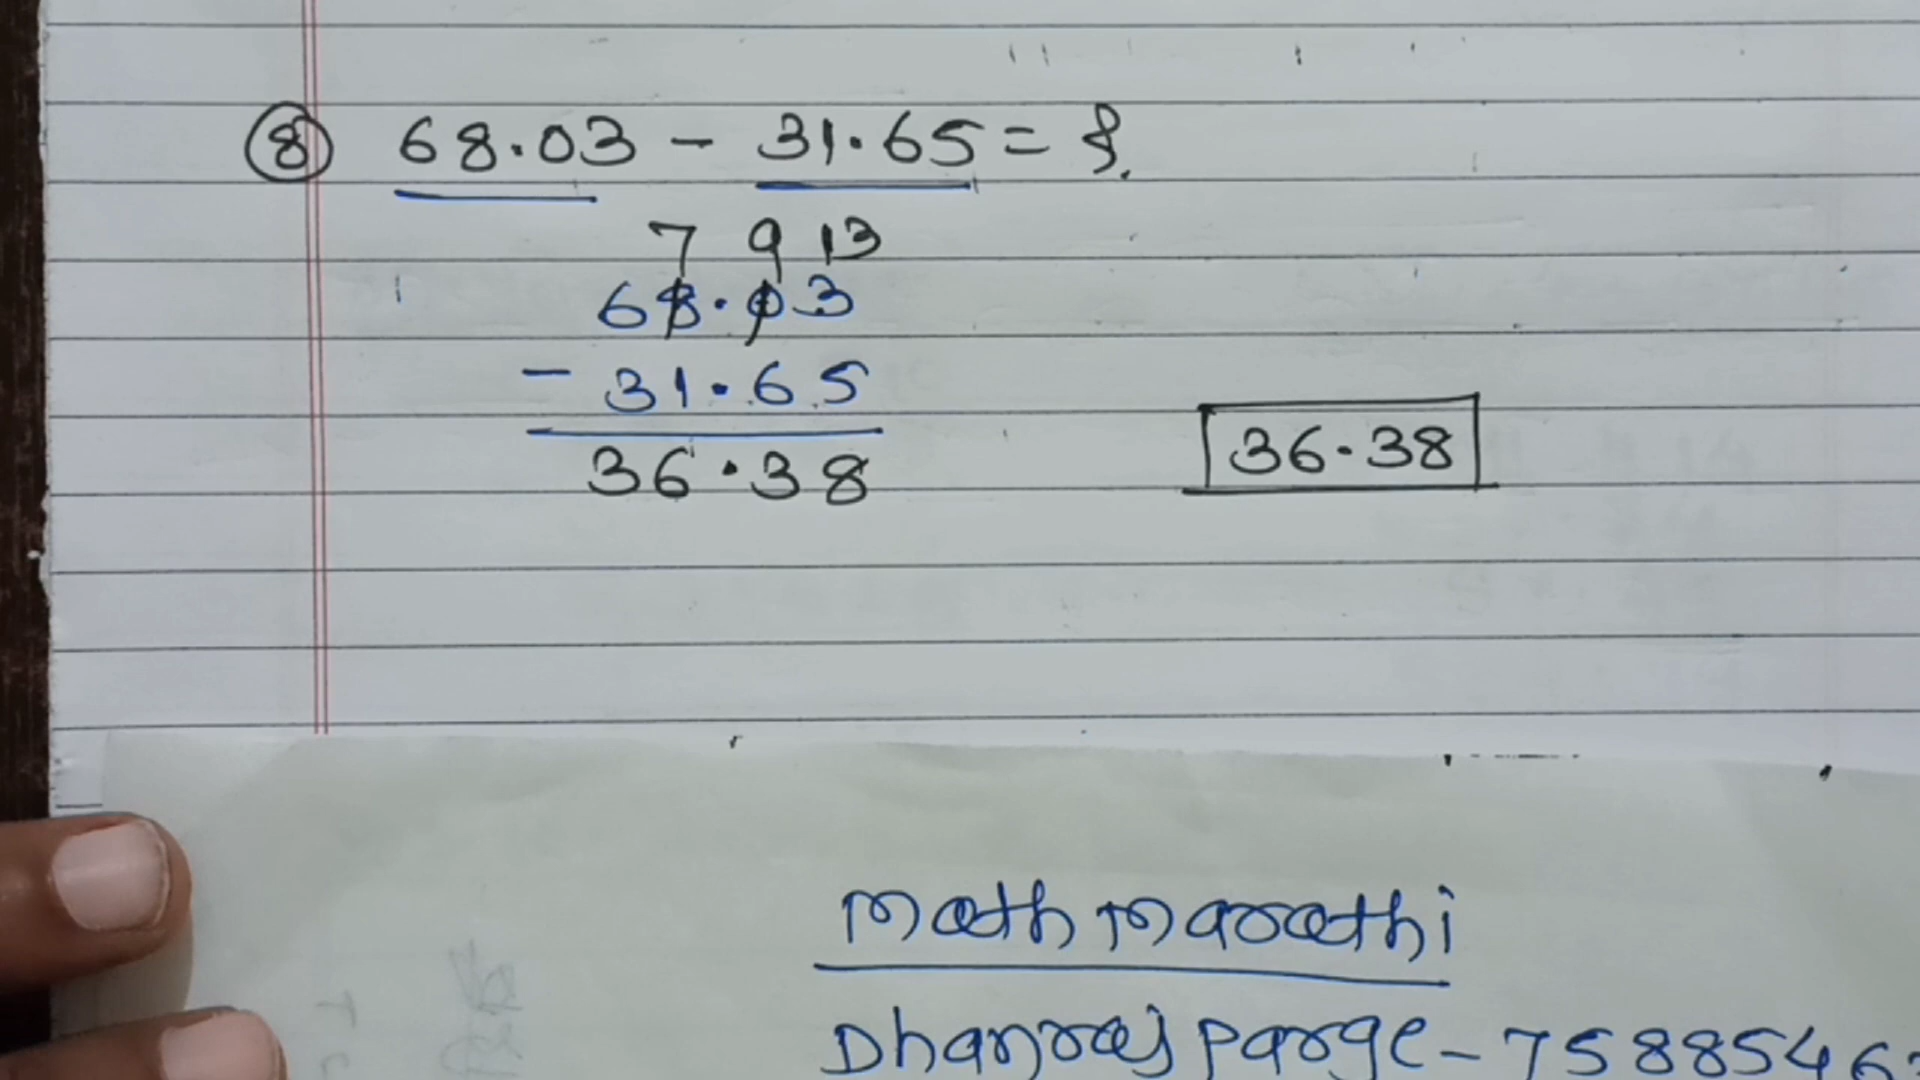 8 68.03 - 31.65 = ?
7 9 13
68.03
- 31.65
36.38
36.38
Math Marathi
Dhanraj Parge - 7588546